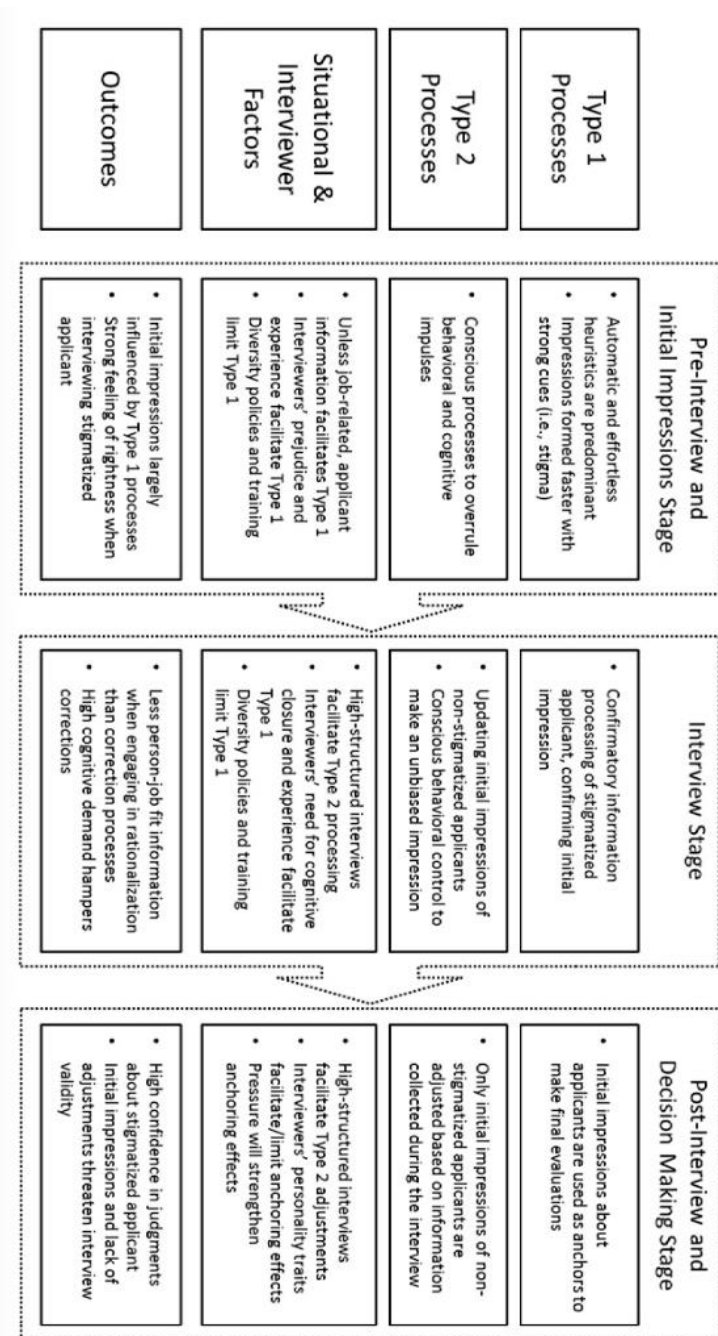 Pre-Interview and
Initial Impressions Stage
Interview Stage
Post-Interview and
Decision Making Stage
Type 1
Processes
• Automatic and effortless
heuristics are predominant
• Impressions formed faster with
strong cues (i.e., stigma)
• Confirmatory information
processing of stigmatized
applicant, confirming initial
impression
• Initial impressions about
applicants are used as anchors to
make final evaluations
Type 2
Processes
• Conscious processes to overrule
behavioral and cognitive
impulses
• Updating initial impressions of
non-stigmatized applicants
• Conscious behavioral control to
make an unbiased impression
• Only initial impressions of non-
stigmatized applicants are
adjusted based on information
collected during the interview
Situational &
Interviewer
Factors
• Unless job-related, applicant
information facilitates Type 1
• Interviewers' prejudice and
experience facilitate Type 1
• Diversity policies and training
limit Type 1
• High-structured interviews
facilitate Type 2 processing
• Interviewers' need for cognitive
closure and experience facilitate
Type 1
• Diversity policies and training
limit Type 1
• High-structured interviews
facilitate Type 2 adjustments
• Interviewers' personality traits
facilitate/limit anchoring effects
• Pressure will strengthen
anchoring effects
Outcomes
• Initial impressions largely
influenced by Type 1 processes
• Strong feeling of rightness when
interviewing stigmatized
applicant
• Less person-job fit information
when engaging in rationalization
than correction processes
• High cognitive demand hampers
corrections
• High confidence in judgments
about stigmatized applicant
• Initial impressions and lack of
adjustments threaten interview
validity